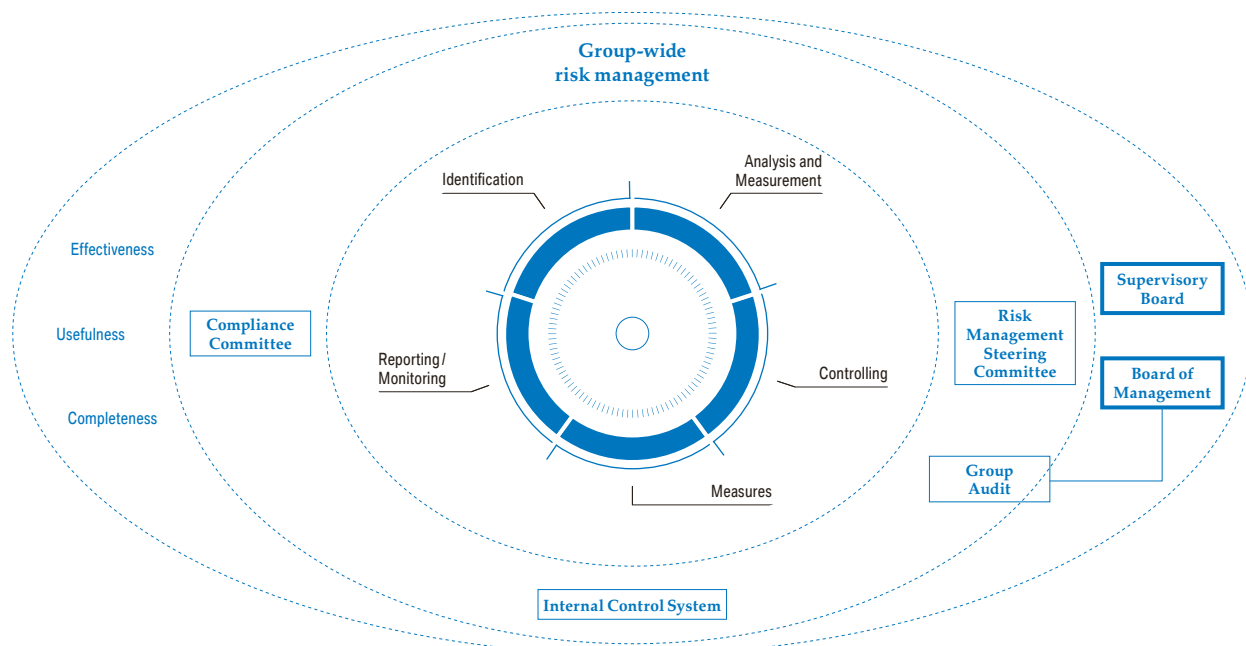 Group-wide
risk management
Identification
Analysis and
Measurement
Effectiveness
Usefulness
Completeness
Compliance
Committee
Reporting /
Monitoring
Controlling
Measures
Risk
Management
Steering
Committee
Supervisory
Board
Board of
Management
Group
Audit
Internal Control System